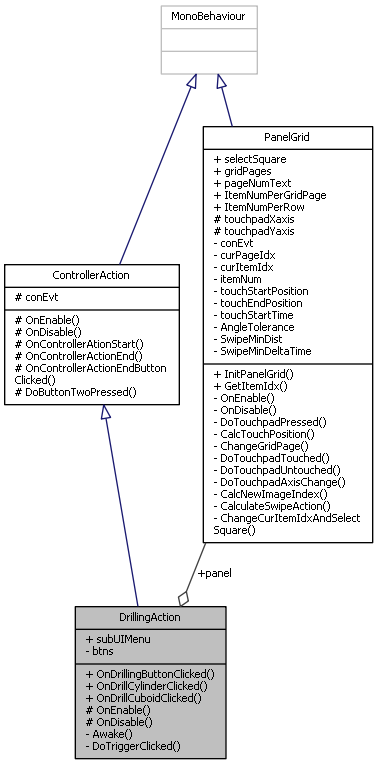 MonoBehaviour
PanelGrid
+ selectSquare
+ gridPages
+ pageNumText
+ ItemNumPerGridPage
+ ItemNumPerRow
# touchpadXaxis
# touchpadYaxis
- conEvt
- curPageIdx
- curItemIdx
- itemNum
- touchStartPosition
- touchEndPosition
- touchStartTime
- AngleTolerance
- SwipeMinDist
- SwipeMinDeltaTime
+ InitPanelGrid()
+ GetItemIdx()
- OnEnable()
- OnDisable()
- DoTouchpadPressed()
- CalcTouchPosition()
- ChangeGridPage()
- DoTouchpadTouched()
- DoTouchpadUntouched()
- DoTouchpadAxisChange()
- CalcNewImageIndex()
- CalculateSwipeAction()
- ChangeCurItemIdxAndSelect
Square()
ControllerAction
# conEvt
# OnEnable()
# OnDisable()
# OnControllerAtionStart()
# OnControllerActionEnd()
# OnControllerActionEndButton
Clicked()
# DoButtonTwoPressed()
+panel
DrillingAction
+ subUIMenu
- btns
+ OnDrillingButtonClicked()
+ OnDrillCylinderClicked()
+ OnDrillCuboidClicked()
# OnEnable()
# OnDisable()
- Awake()
- DoTriggerClicked()